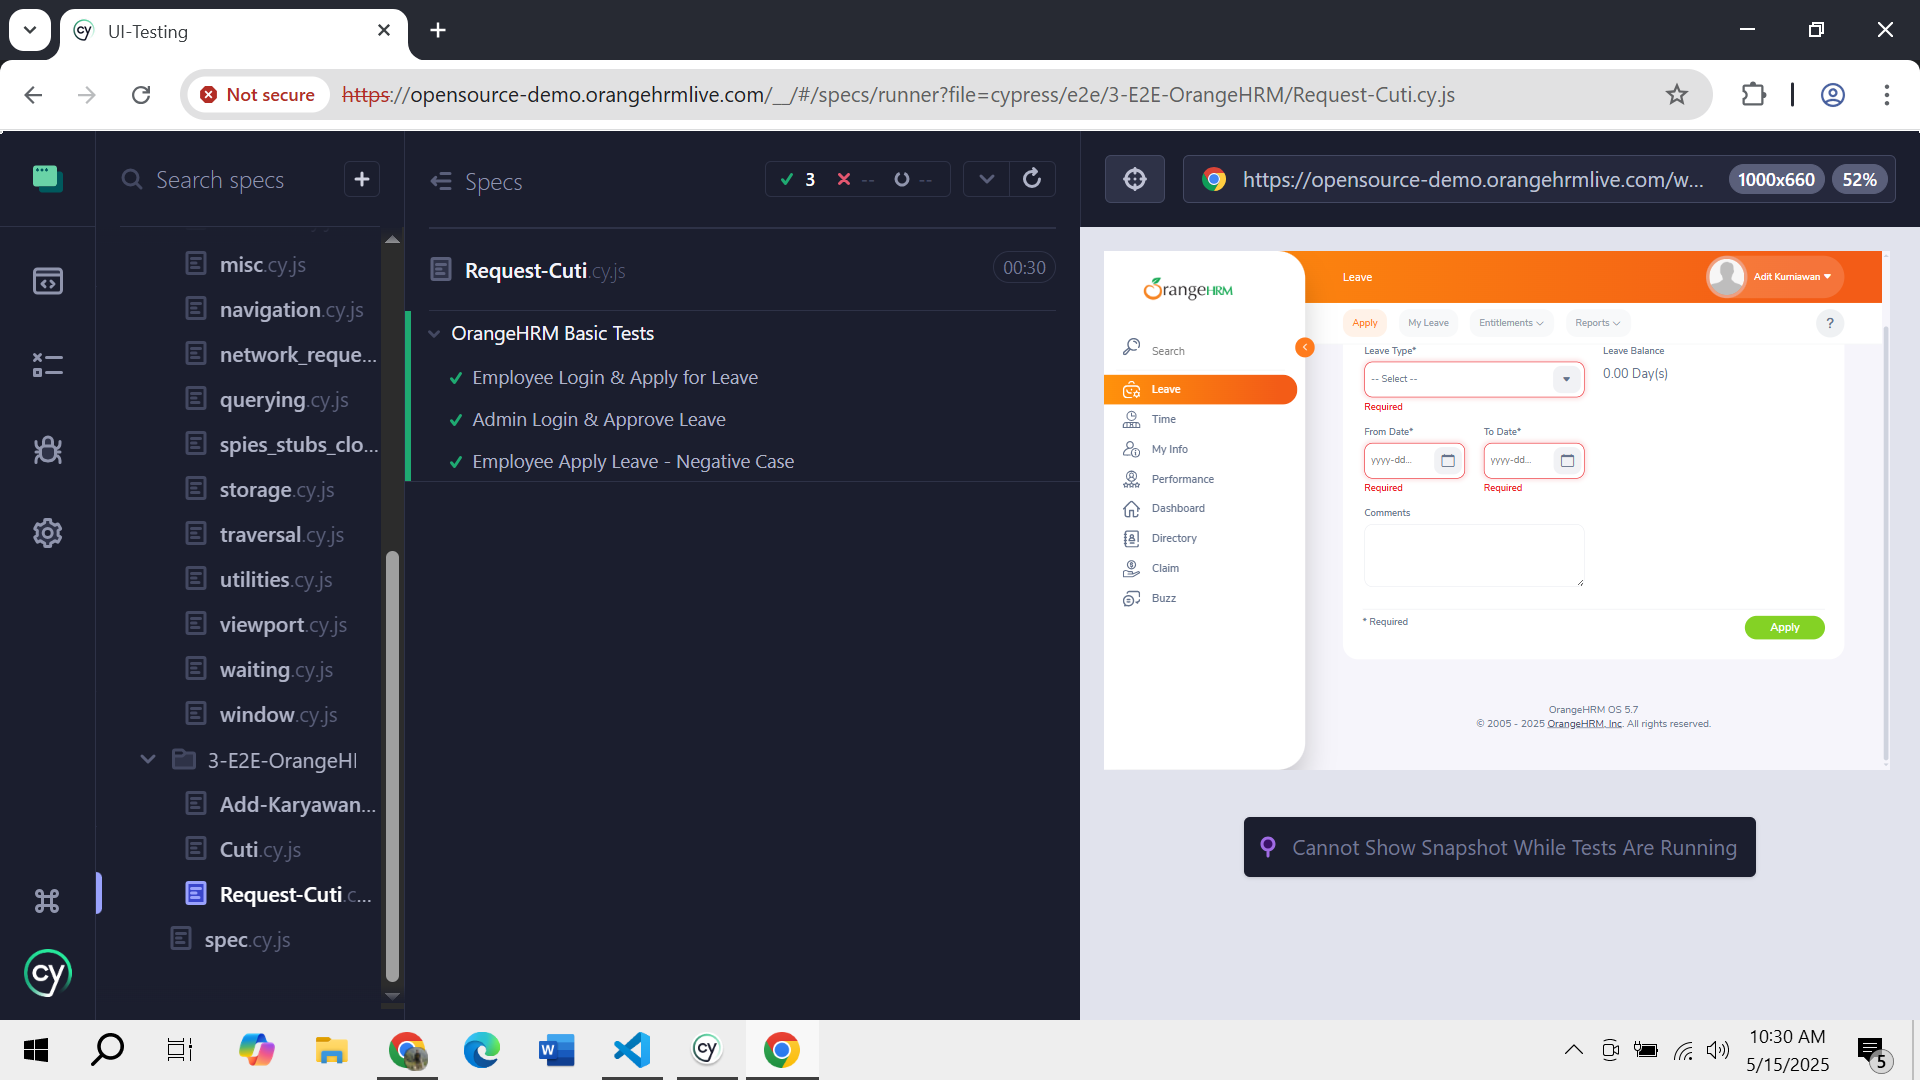 UI-Testing
Not secure
https://opensource-demo.orangehrmlive.com/__/#/specs/runner?file=cypress/e2e/3-E2E-OrangeHRM/Request-Cuti.cy.js
Search specs
misc.cy.js
navigation.cy.js
network_reque...
querying.cy.js
spies_stubs_clo...
storage.cy.js
traversal.cy.js
utilities.cy.js
viewport.cy.js
waiting.cy.js
window.cy.js
3-E2E-OrangeHI
Add-Karyawan...
Cuti.cy.js
Request-Cuti.c...
spec.cy.js
cy
Specs
3 -- --
Request-Cuti.cy.js
00:30
OrangeHRM Basic Tests
Employee Login & Apply for Leave
Admin Login & Approve Leave
Employee Apply Leave - Negative Case
https://opensource-demo.orangehrmlive.com/w...
1000x660
52%
OrangeHRM
Search
Leave
Time
My Info
Performance
Dashboard
Directory
Claim
Buzz
Leave
Adit Kurniawan
Apply
My Leave
Entitlements
Reports
?
Leave Type*
Leave Balance
-- Select --
0.00 Day(s)
Required
From Date*
To Date*
yyyy-dd...
yyyy-dd...
Required
Required
Comments
* Required
Apply
OrangeHRM OS 5.7
© 2005 - 2025 OrangeHRM, Inc. All rights reserved.
Cannot Show Snapshot While Tests Are Running
10:30 AM
5/15/2025
5